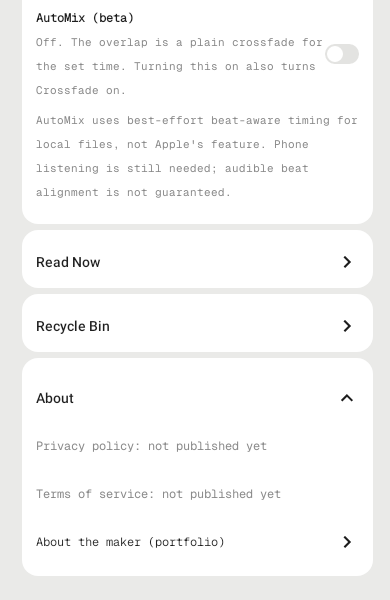 AutoMix (beta)
Off. The overlap is a plain crossfade for
the set time. Turning this on also turns
Crossfade on.
AutoMix uses best-effort beat-aware timing for
local files, not Apple's feature. Phone
listening is still needed; audible beat
alignment is not guaranteed.
Read Now
Recycle Bin
About
Privacy policy: not published yet
Terms of service: not published yet
About the maker (portfolio)